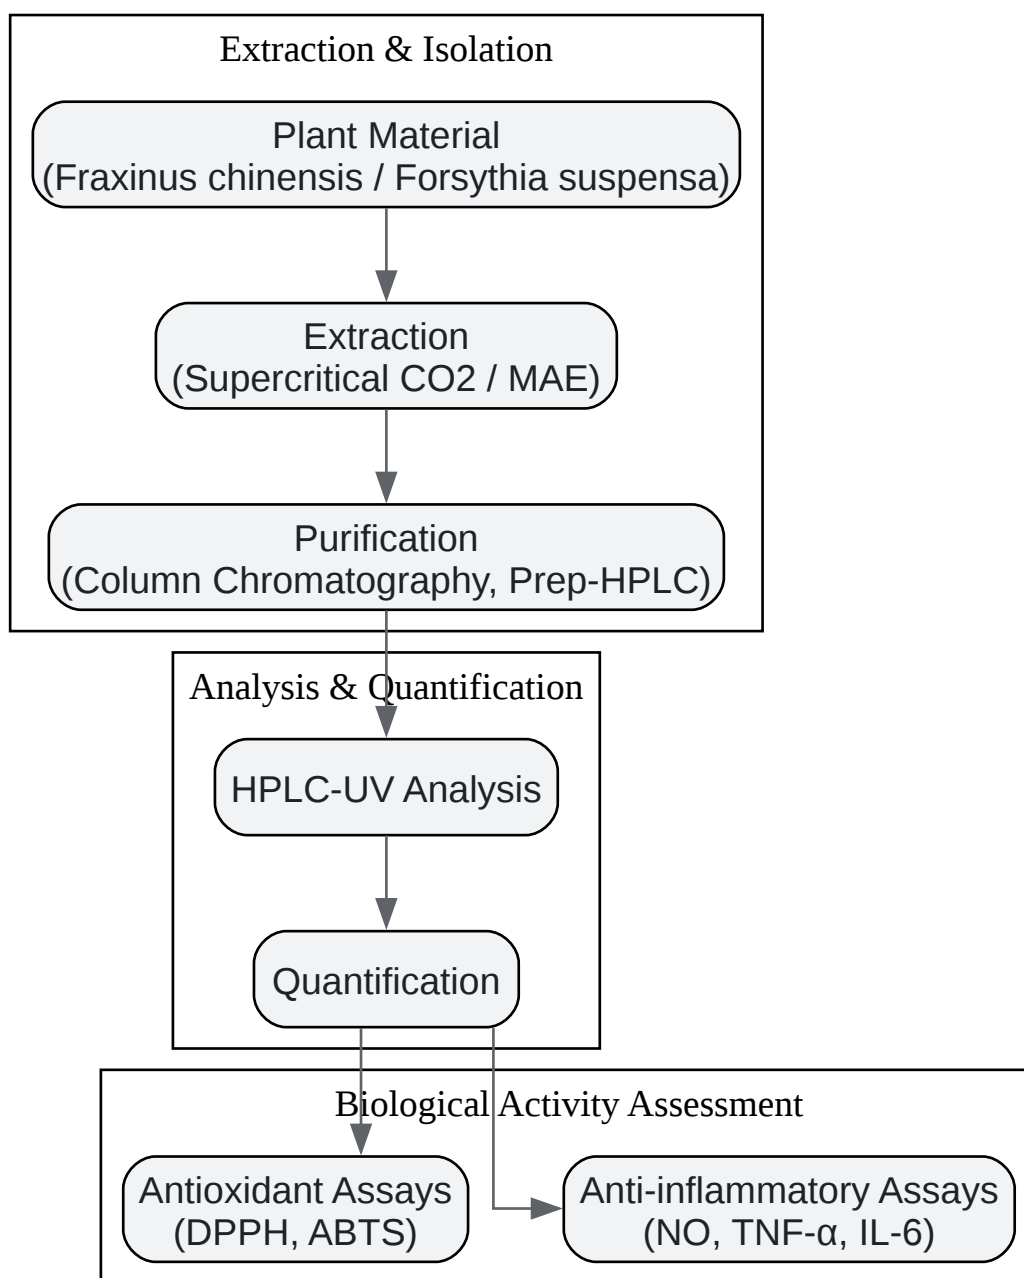 Extraction & Isolation
Plant Material
(Fraxinus chinensis / Forsythia suspensa)
Extraction
(Supercritical CO2 / MAE)
Purification
(Column Chromatography, Prep-HPLC)
Analysis & Quantification
HPLC-UV Analysis
Quantification
Biological Activity Assessment
Antioxidant Assays
(DPPH, ABTS)
Anti-inflammatory Assays
(NO, TNF-α, IL-6)